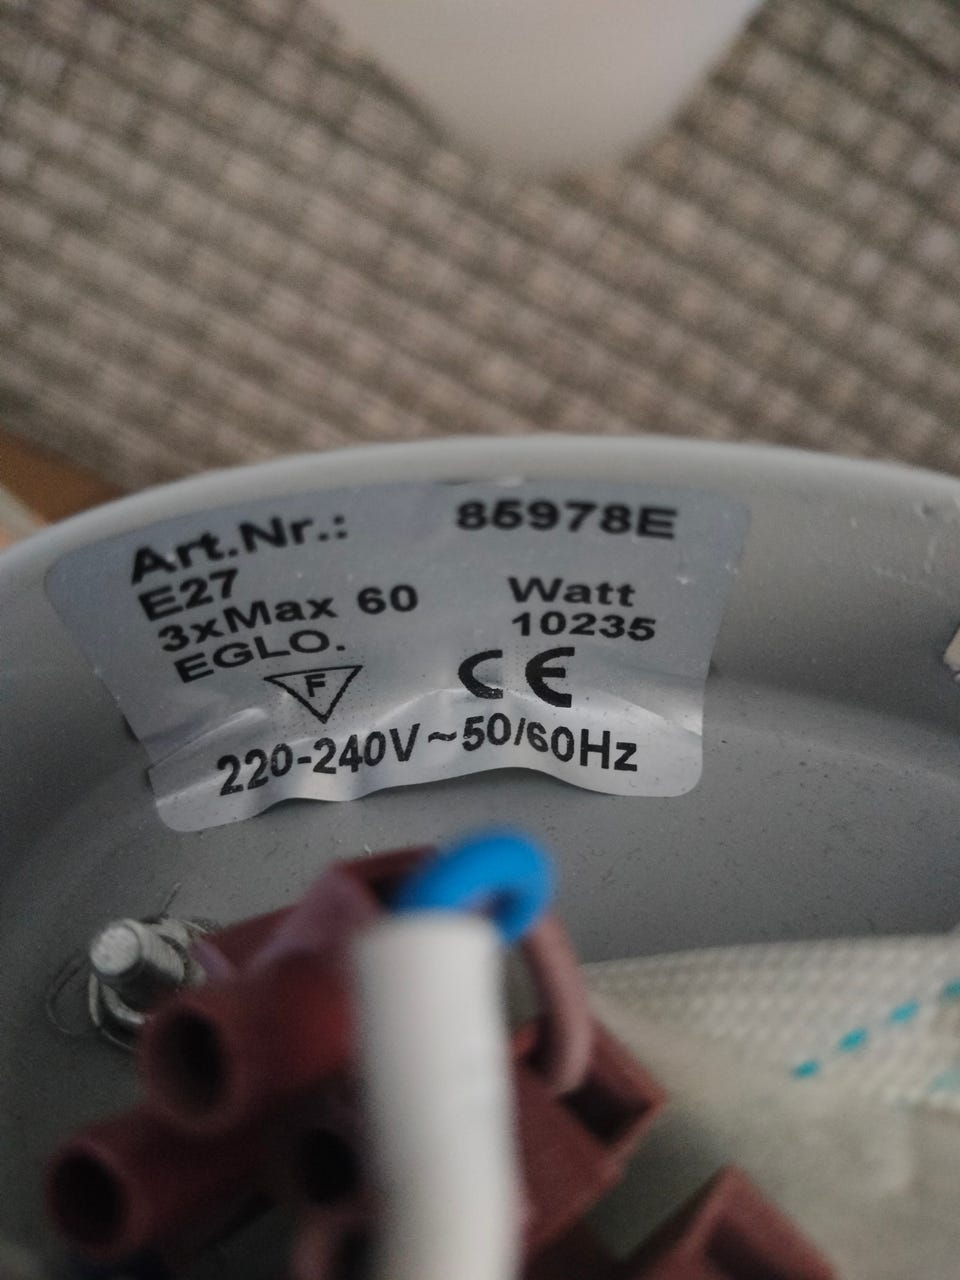 Art.Nr.: 85978E
E27
3xMax 60 Watt
EGLO. 10235
F CE
220-240V~50/60Hz